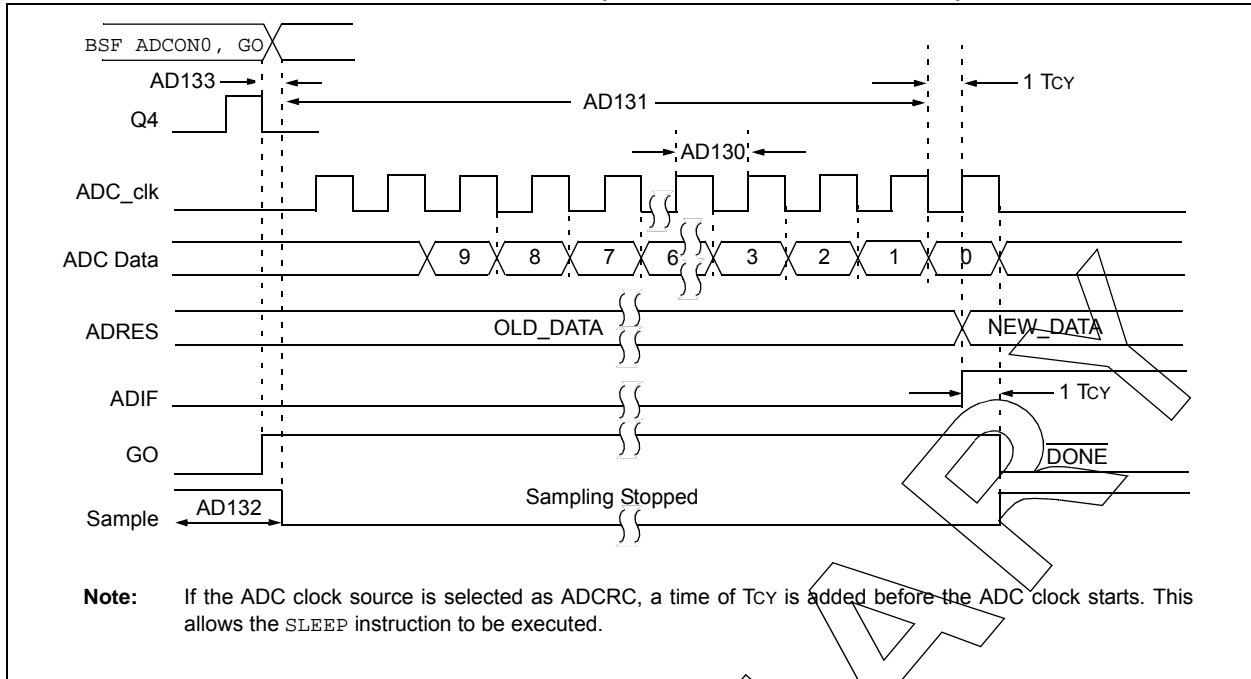 BSF ADCON0, GO
AD133
1 TCY
AD131
Q4
AD130
ADC_clk
ADC Data
9 8 7 6 3 2 1 0
ADRES
OLD_DATA
NEW_DATA
ADIF
1 TCY
GO
DONE
Sample
AD132
Sampling Stopped
Note: If the ADC clock source is selected as ADCRC, a time of TCY is added before the ADC clock starts. This
allows the SLEEP instruction to be executed.